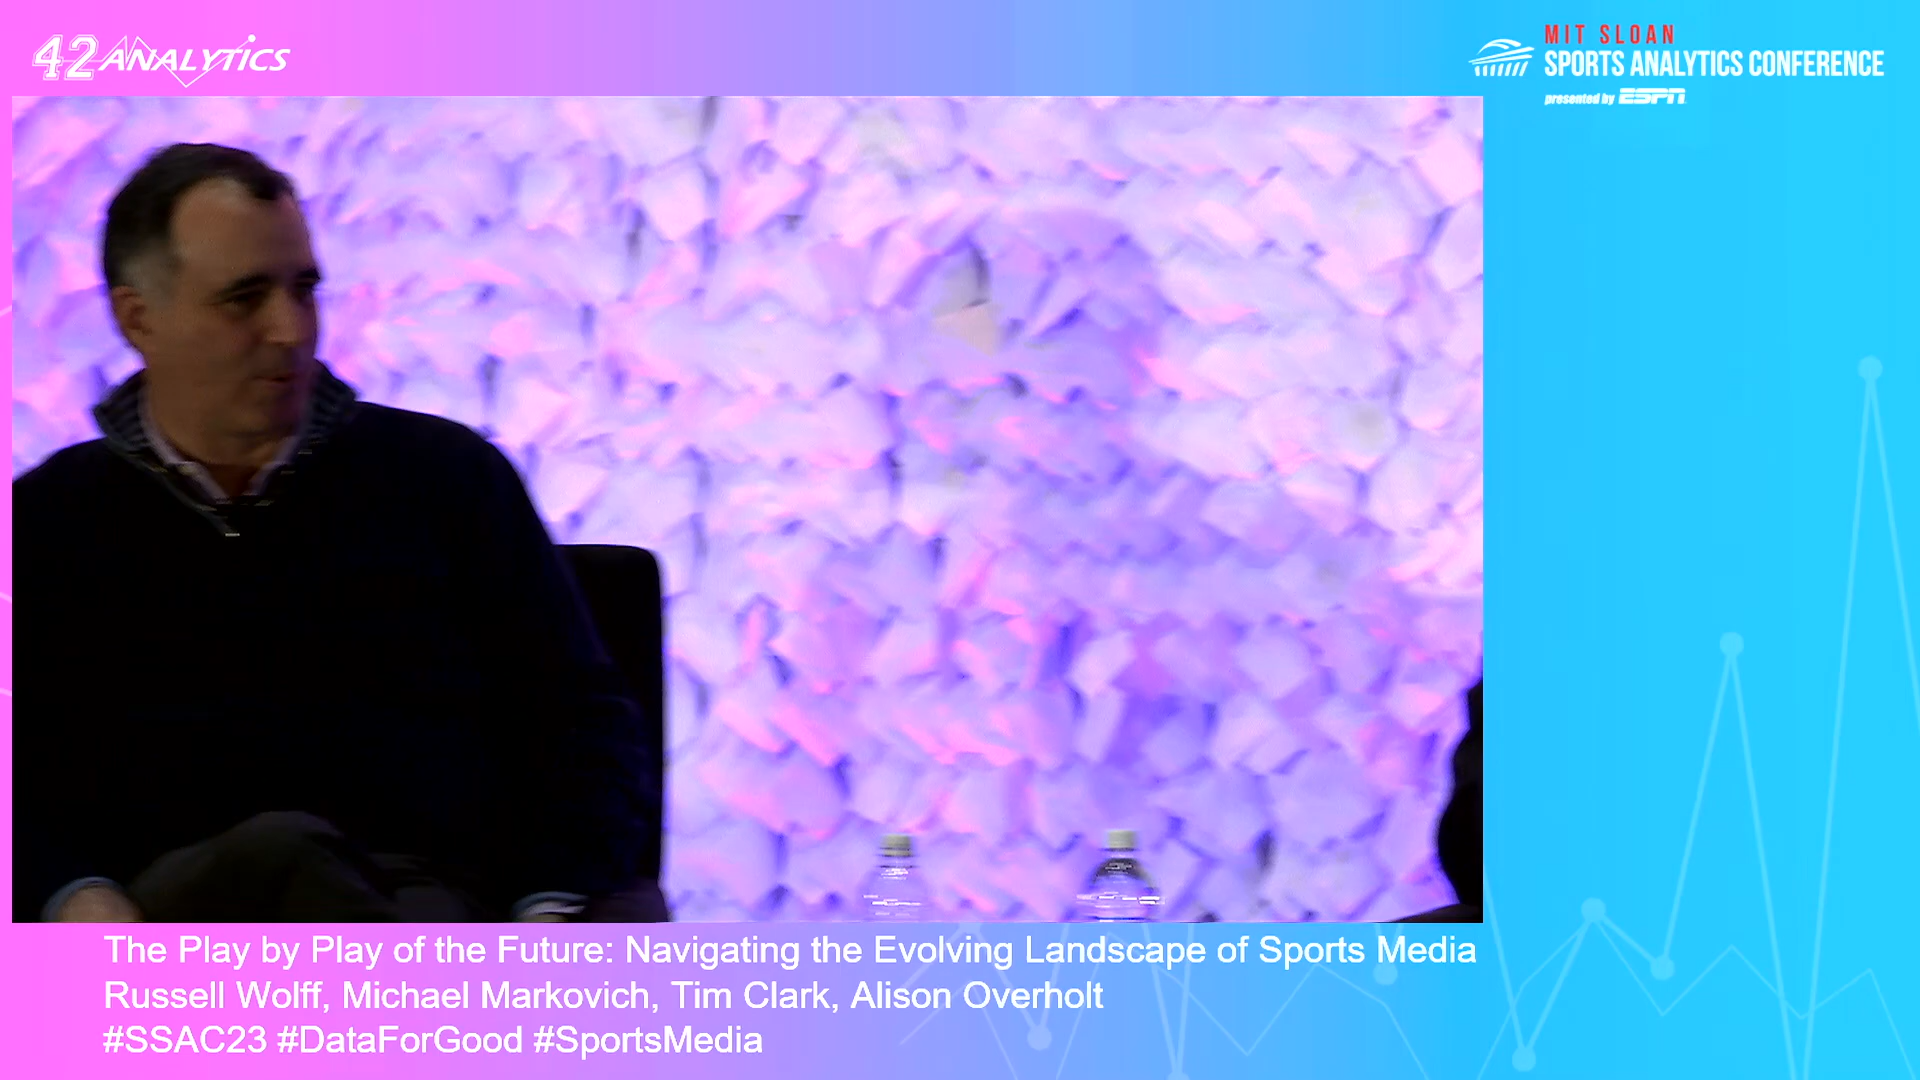 42 ANALYTICS
MIT SLOAN
SPORTS ANALYTICS CONFERENCE
presented by ESPN
The Play by Play of the Future: Navigating the Evolving Landscape of Sports Media
Russell Wolff, Michael Markovich, Tim Clark, Alison Overholt
#SSAC23 #DataForGood #SportsMedia